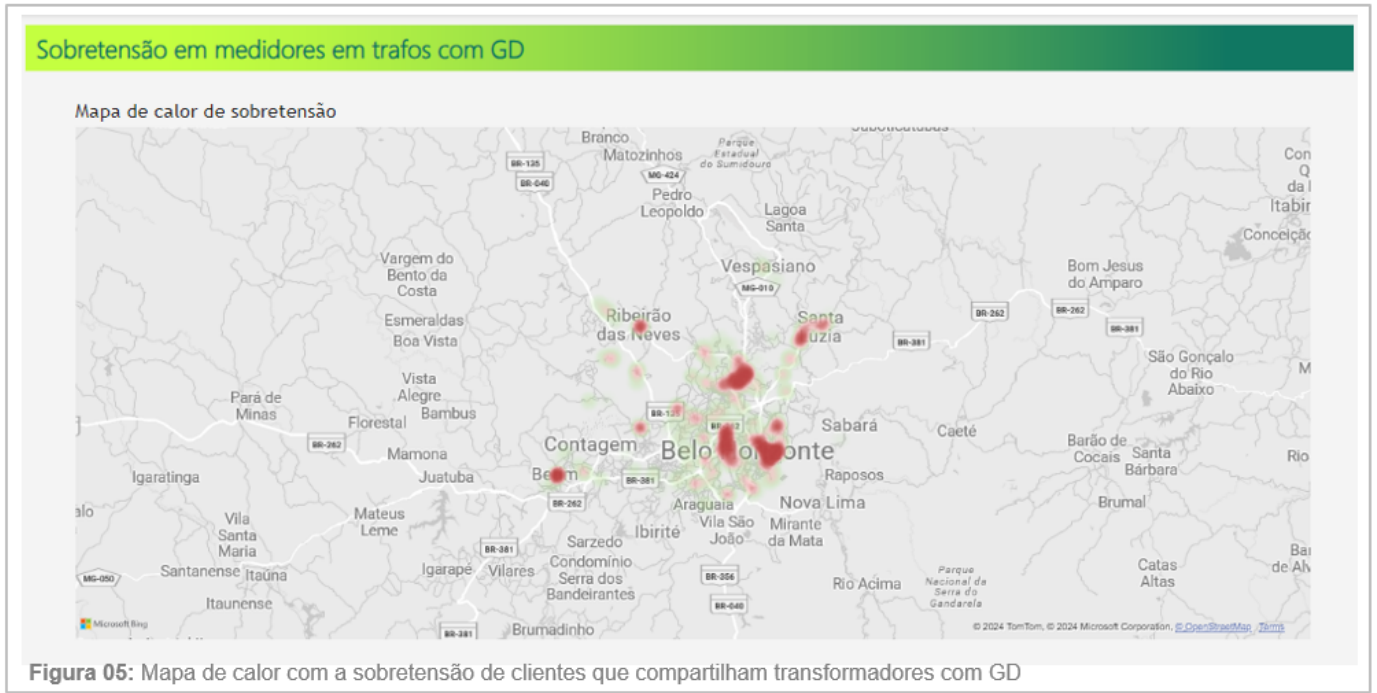 Sobretensão em medidores em trafos com GD
Mapa de calor de sobretensão
Branco
Matozinhos
Parque
Estadual
do Sumidouro
BR-135
BR-040
MG-424
Pedro
Leopoldo
Lagoa
Santa
Conceição
Vargem do
Bento da
Costa
Vespasiano
MG-010
Bom Jesus
do Amparo
Esmeraldas
Boa Vista
Ribeirão
das Neves
Santa
BR-262
BR-262
BR-381
BR-381
São Gonçalo
do Rio
Abaixo
Vista
Alegre
Bambus
Pará de
Minas
Florestal
BR-262
Mamona
Contagem
Belo Horizonte
Sabará
Caeté
Barão de
Cocais
Santa
Bárbara
Rio
Igaratinga
Juatuba
Betim
BR-381
BR-262
Raposos
Araguaia
Nova Lima
Brumal
Vila
Santa
Maria
Mateus
Leme
Ibirité
Vila São
João
Mirante
da Mata
Sarzedo
BR-381
MG-050
Santanense
Itaúna
Igarapé
Vilares
Condomínio
Serra dos
Bandeirantes
BR-356
Rio Acima
Parque
Nacional da
Serra do
Gandarela
Catas
Altas
Itaunense
BR-040
Microsoft Bing
BR-381
Brumadinho
© 2024 TomTom, © 2024 Microsoft Corporation, © OpenStreetMap Terms
Figura 05: Mapa de calor com a sobretensão de clientes que compartilham transformadores com GD